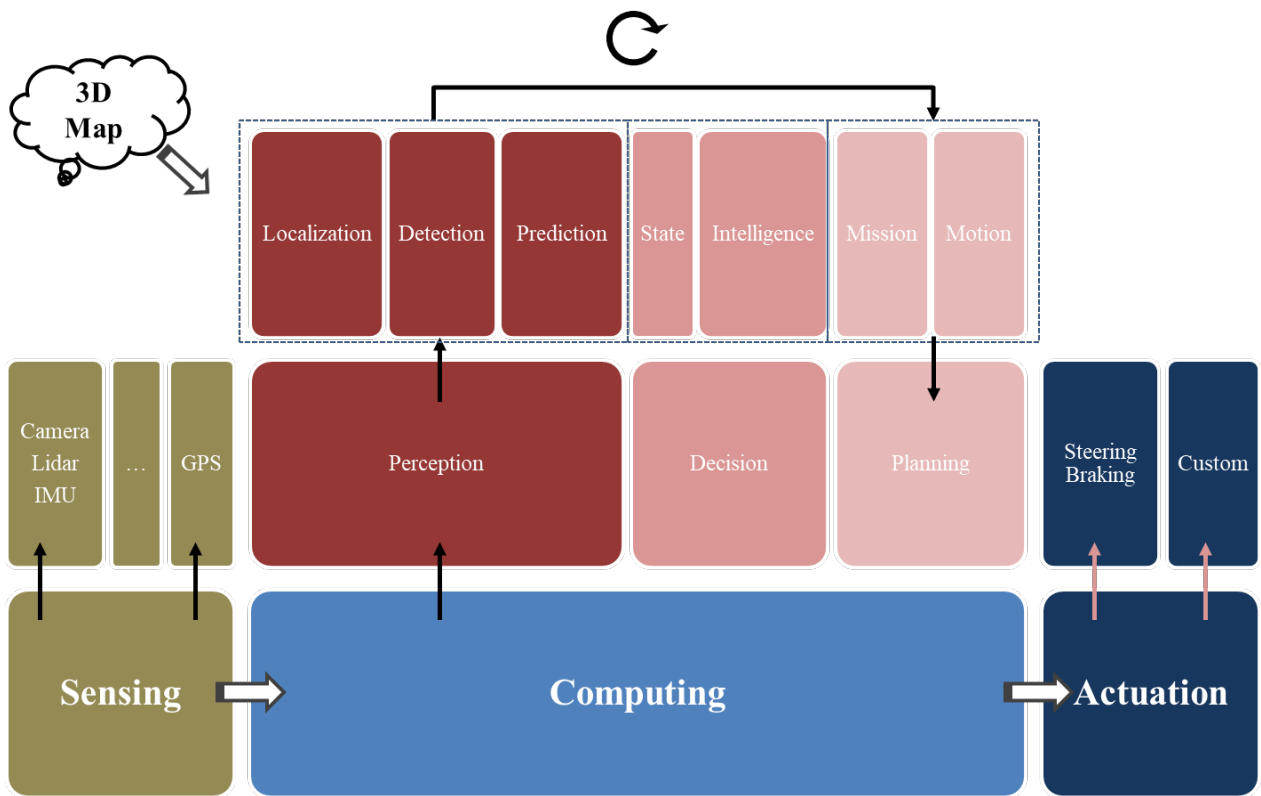 3D
Map
Localization
Detection
Prediction
State
Intelligence
Mission
Motion
Camera
Lidar
IMU
…
GPS
Perception
Decision
Planning
Steering
Braking
Custom
Sensing
Computing
Actuation